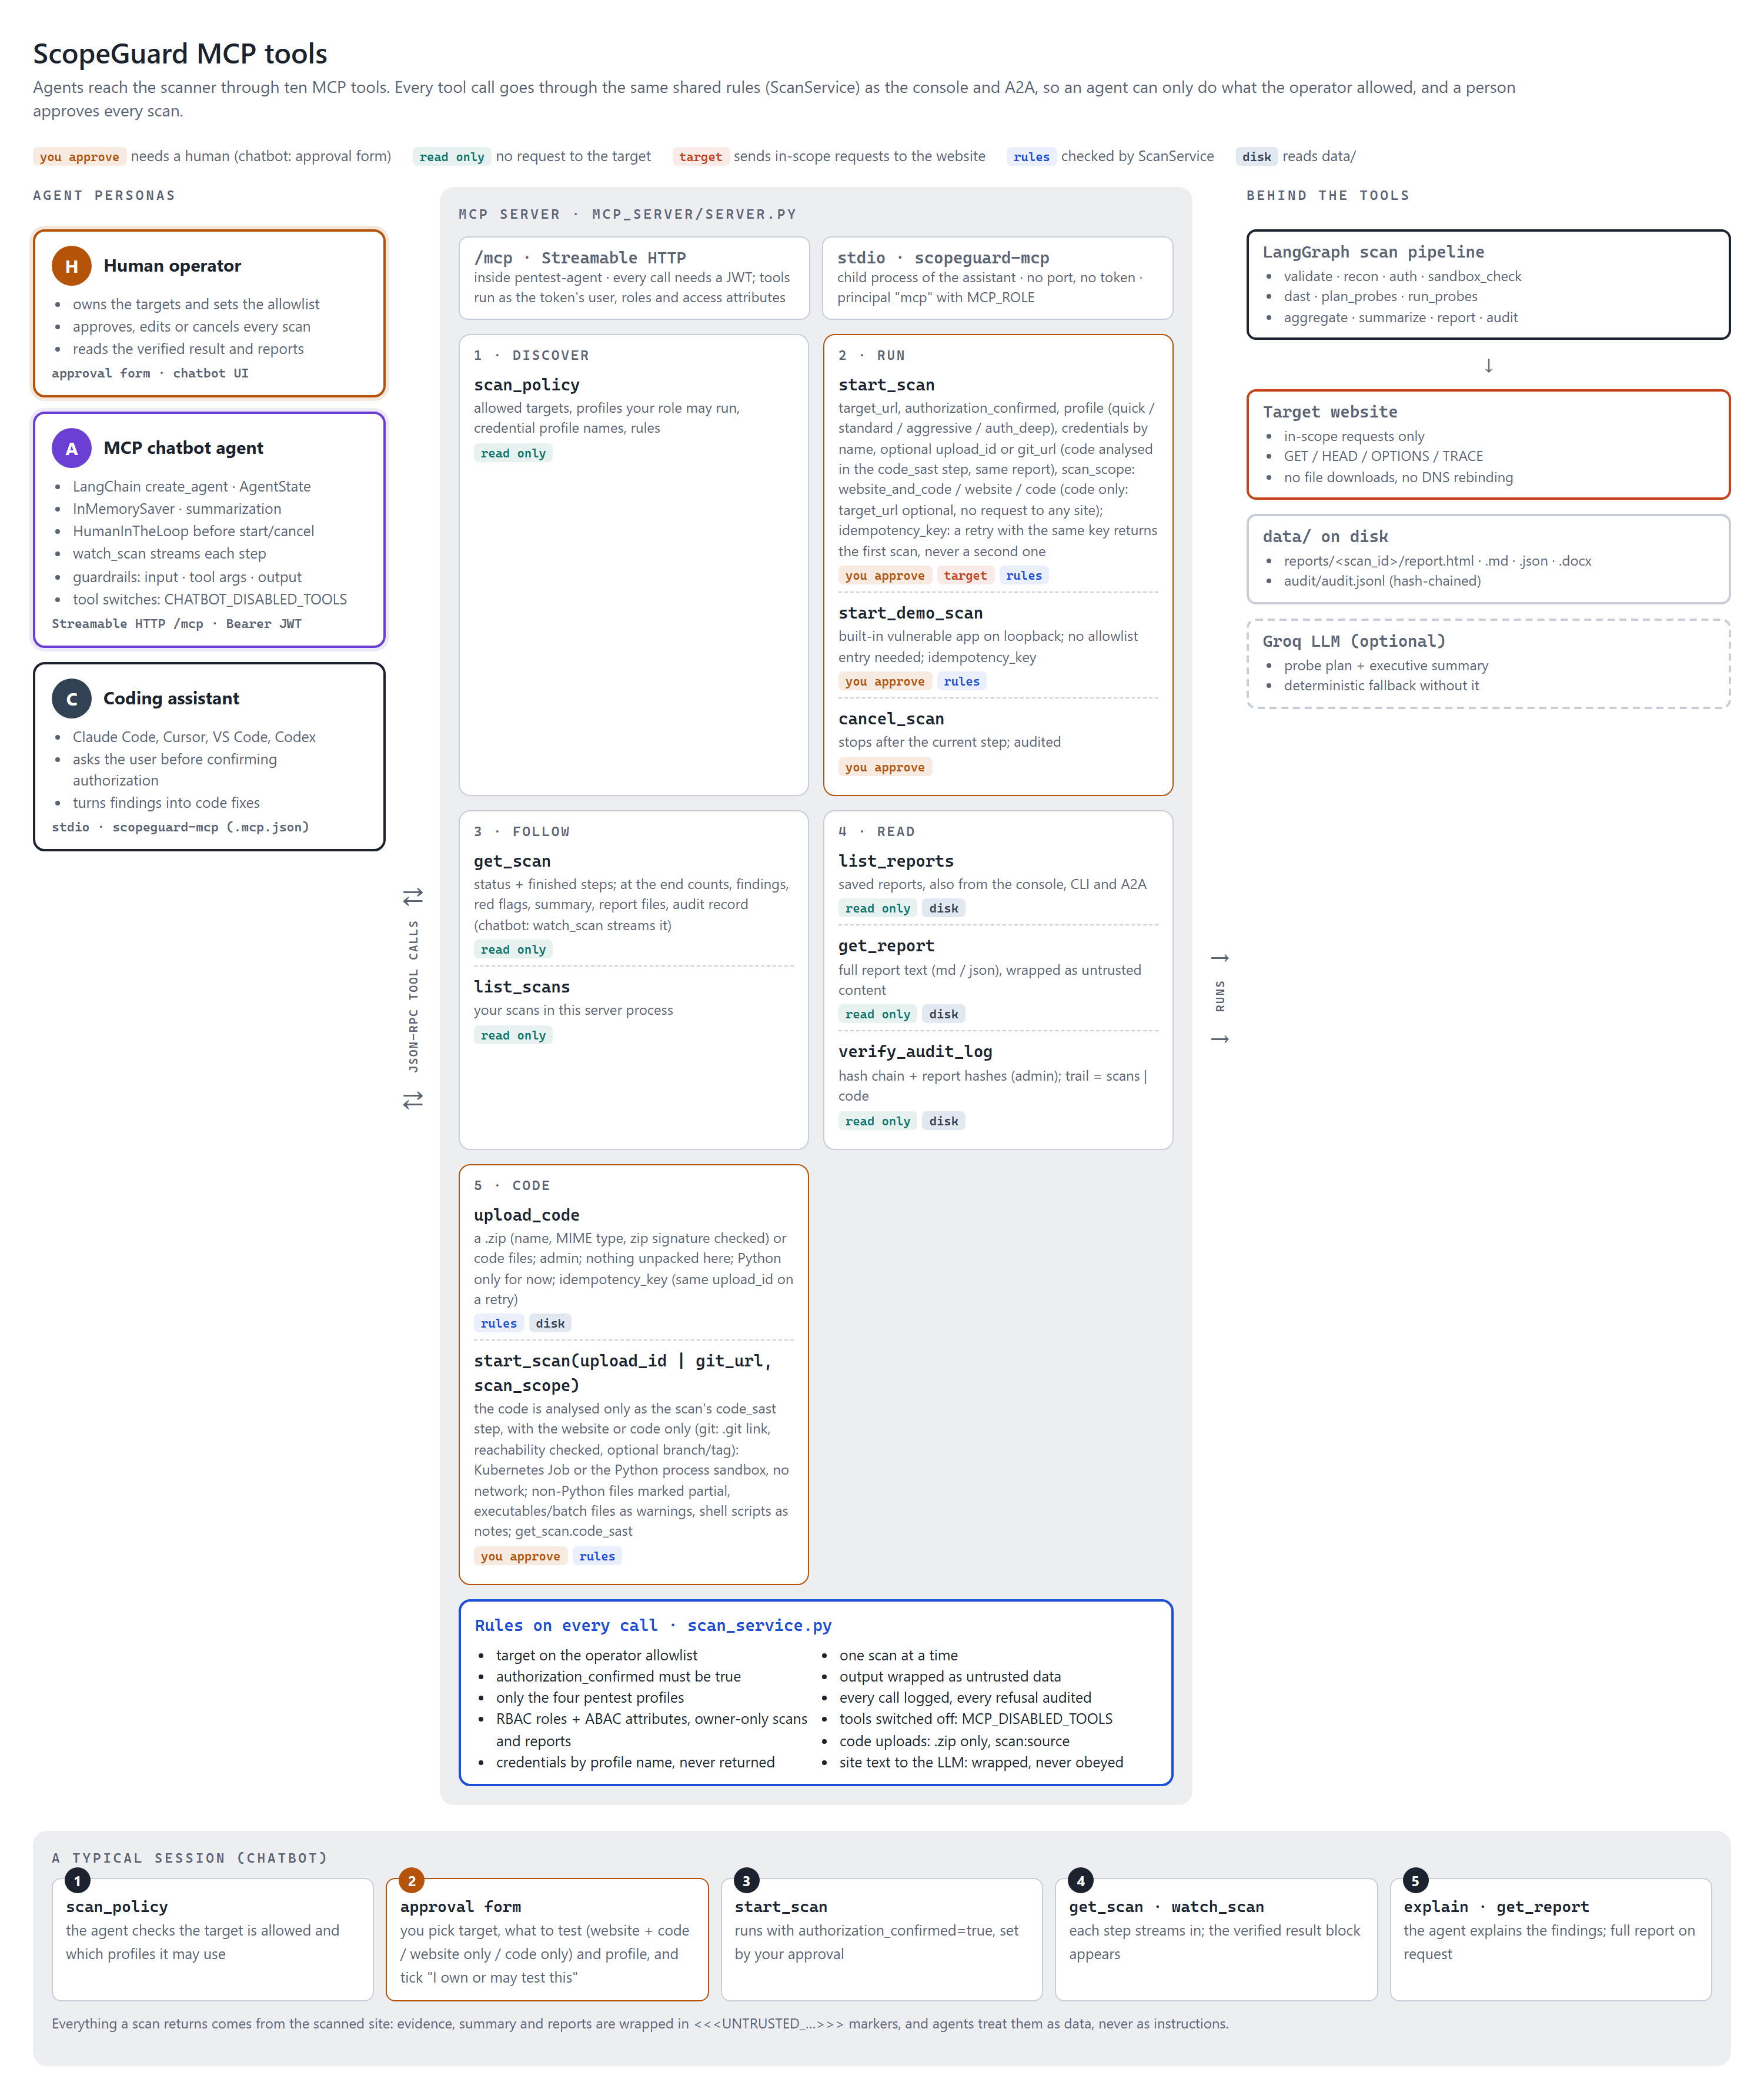 ScopeGuard MCP tools
Agents reach the scanner through ten MCP tools. Every tool call goes through the same shared rules (ScanService) as the console and A2A, so an agent can only do what the operator allowed, and a person
approves every scan.
you approve needs a human (chatbot: approval form) read only no request to the target target sends in-scope requests to the website rules checked by ScanService disk reads data/
AGENT PERSONAS
H Human operator
• owns the targets and sets the allowlist
• approves, edits or cancels every scan
• reads the verified result and reports
approval form · chatbot UI
A MCP chatbot agent
• LangChain create_agent · AgentState
• InMemorySaver · summarization
• HumanInTheLoop before start/cancel
• watch_scan streams each step
• guardrails: input · tool args · output
• tool switches: CHATBOT_DISABLED_TOOLS
Streamable HTTP /mcp · Bearer JWT
C Coding assistant
• Claude Code, Cursor, VS Code, Codex
• asks the user before confirming
authorization
• turns findings into code fixes
stdio · scopeguard-mcp (.mcp.json)
⇄ JSON-RPC TOOL CALLS ⇄
MCP SERVER · MCP_SERVER/SERVER.PY
/mcp · Streamable HTTP
inside pentest-agent · every call needs a JWT; tools
run as the token's user, roles and access attributes
stdio · scopeguard-mcp
child process of the assistant · no port, no token ·
principal "mcp" with MCP_ROLE
1 · DISCOVER
scan_policy
allowed targets, profiles your role may run,
credential profile names, rules
read only
2 · RUN
start_scan
target_url, authorization_confirmed, profile (quick /
standard / aggressive / auth_deep), credentials by
name, optional upload_id or git_url (code analysed
in the code_sast step, same report), scan_scope:
website_and_code / website / code (code only:
target_url optional, no request to any site);
idempotency_key: a retry with the same key returns
the first scan, never a second one
you approve target rules
start_demo_scan
built-in vulnerable app on loopback; no allowlist
entry needed; idempotency_key
you approve rules
cancel_scan
stops after the current step; audited
you approve
3 · FOLLOW
get_scan
status + finished steps; at the end counts, findings,
red flags, summary, report files, audit record
(chatbot: watch_scan streams it)
read only
list_scans
your scans in this server process
read only
4 · READ
list_reports
saved reports, also from the console, CLI and A2A
read only disk
get_report
full report text (md / json), wrapped as untrusted
content
read only disk
verify_audit_log
hash chain + report hashes (admin); trail = scans |
code
read only disk
5 · CODE
upload_code
a .zip (name, MIME type, zip signature checked) or
code files; admin; nothing unpacked here; Python
only for now; idempotency_key (same upload_id on
a retry)
rules disk
start_scan(upload_id | git_url,
scan_scope)
the code is analysed only as the scan's code_sast
step, with the website or code only (git: .git link,
reachability checked, optional branch/tag):
Kubernetes Job or the Python process sandbox, no
network; non-Python files marked partial,
executables/batch files as warnings, shell scripts as
notes; get_scan.code_sast
you approve rules
Rules on every call · scan_service.py
• target on the operator allowlist
• authorization_confirmed must be true
• only the four pentest profiles
• RBAC roles + ABAC attributes, owner-only scans
and reports
• credentials by profile name, never returned
• one scan at a time
• output wrapped as untrusted data
• every call logged, every refusal audited
• tools switched off: MCP_DISABLED_TOOLS
• code uploads: .zip only, scan:source
• site text to the LLM: wrapped, never obeyed
→ RUNS →
BEHIND THE TOOLS
LangGraph scan pipeline
• validate · recon · auth · sandbox_check
• dast · plan_probes · run_probes
• aggregate · summarize · report · audit
↓
Target website
• in-scope requests only
• GET / HEAD / OPTIONS / TRACE
• no file downloads, no DNS rebinding
data/ on disk
• reports/<scan_id>/report.html · .md · .json · .docx
• audit/audit.jsonl (hash-chained)
Groq LLM (optional)
• probe plan + executive summary
• deterministic fallback without it
A TYPICAL SESSION (CHATBOT)
1
scan_policy
the agent checks the target is allowed and
which profiles it may use
2
approval form
you pick target, what to test (website + code
/ website only / code only) and profile, and
tick "I own or may test this"
3
start_scan
runs with authorization_confirmed=true, set
by your approval
4
get_scan · watch_scan
each step streams in; the verified result block
appears
5
explain · get_report
the agent explains the findings; full report on
request
Everything a scan returns comes from the scanned site: evidence, summary and reports are wrapped in <<<UNTRUSTED_…>>> markers, and agents treat them as data, never as instructions.